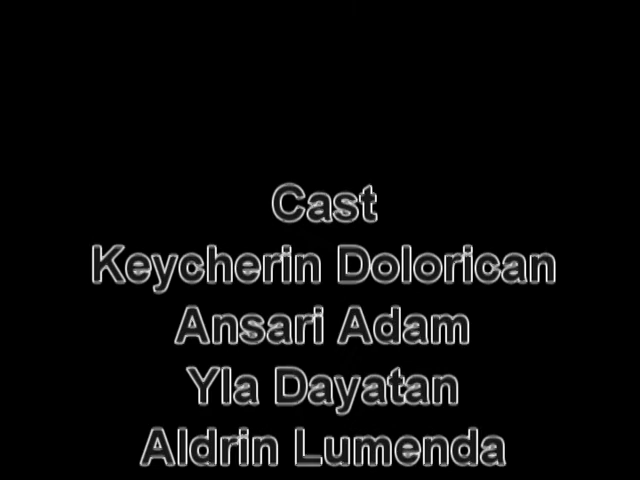 Cast
Keycherin Dolorican
Ansari Adam
Yla Dayatan
Aldrin Lumenda